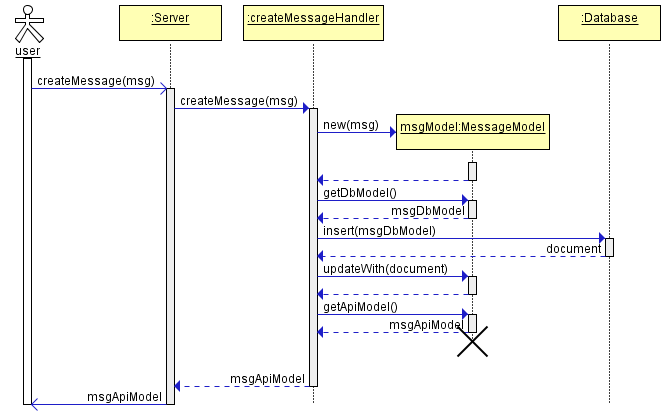 :Server
:createMessageHandler
:Database
user
createMessage(msg)
createMessage(msg)
new(msg)
msgModel:MessageModel
getDbModel()
msgDbModel
insert(msgDbModel)
document
updateWith(document)
getApiModel()
msgApiModel
msgApiModel
msgApiModel